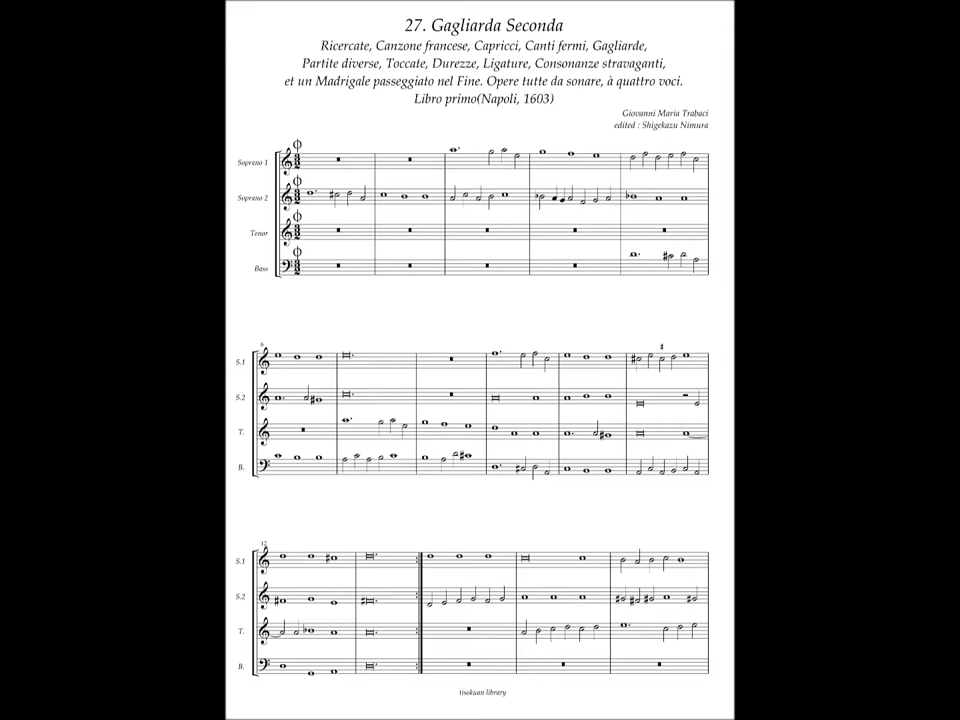 27. Gagliarda Seconda
Ricercate, Canzone francese, Capricci, Canti fermi, Gagliarde,
Partite diverse, Toccate, Durezze, Ligature, Consonanze stravaganti,
et un Madrigale passeggiato nel Fine. Opere tutte da sonare, à quattro voci.
Libro primo(Napoli, 1603)
Giovanni Maria Trabaci
edited : Shigekazu Nimura
Soprano 1
Soprano 2
Tenor
Bass
6
S.1
S.2
T.
B.
12
S.1
S.2
T.
B.
tisekuan library